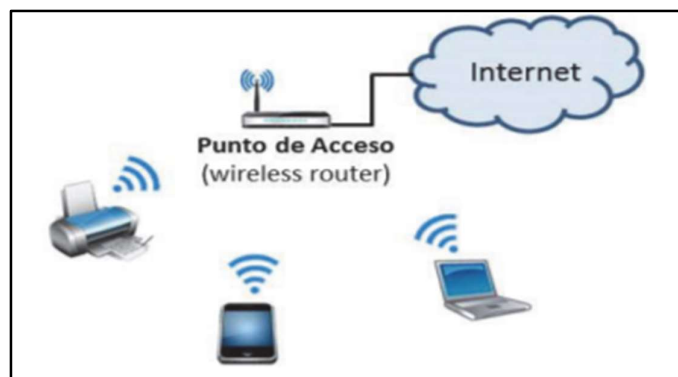 Internet
Punto de Acceso
(wireless router)